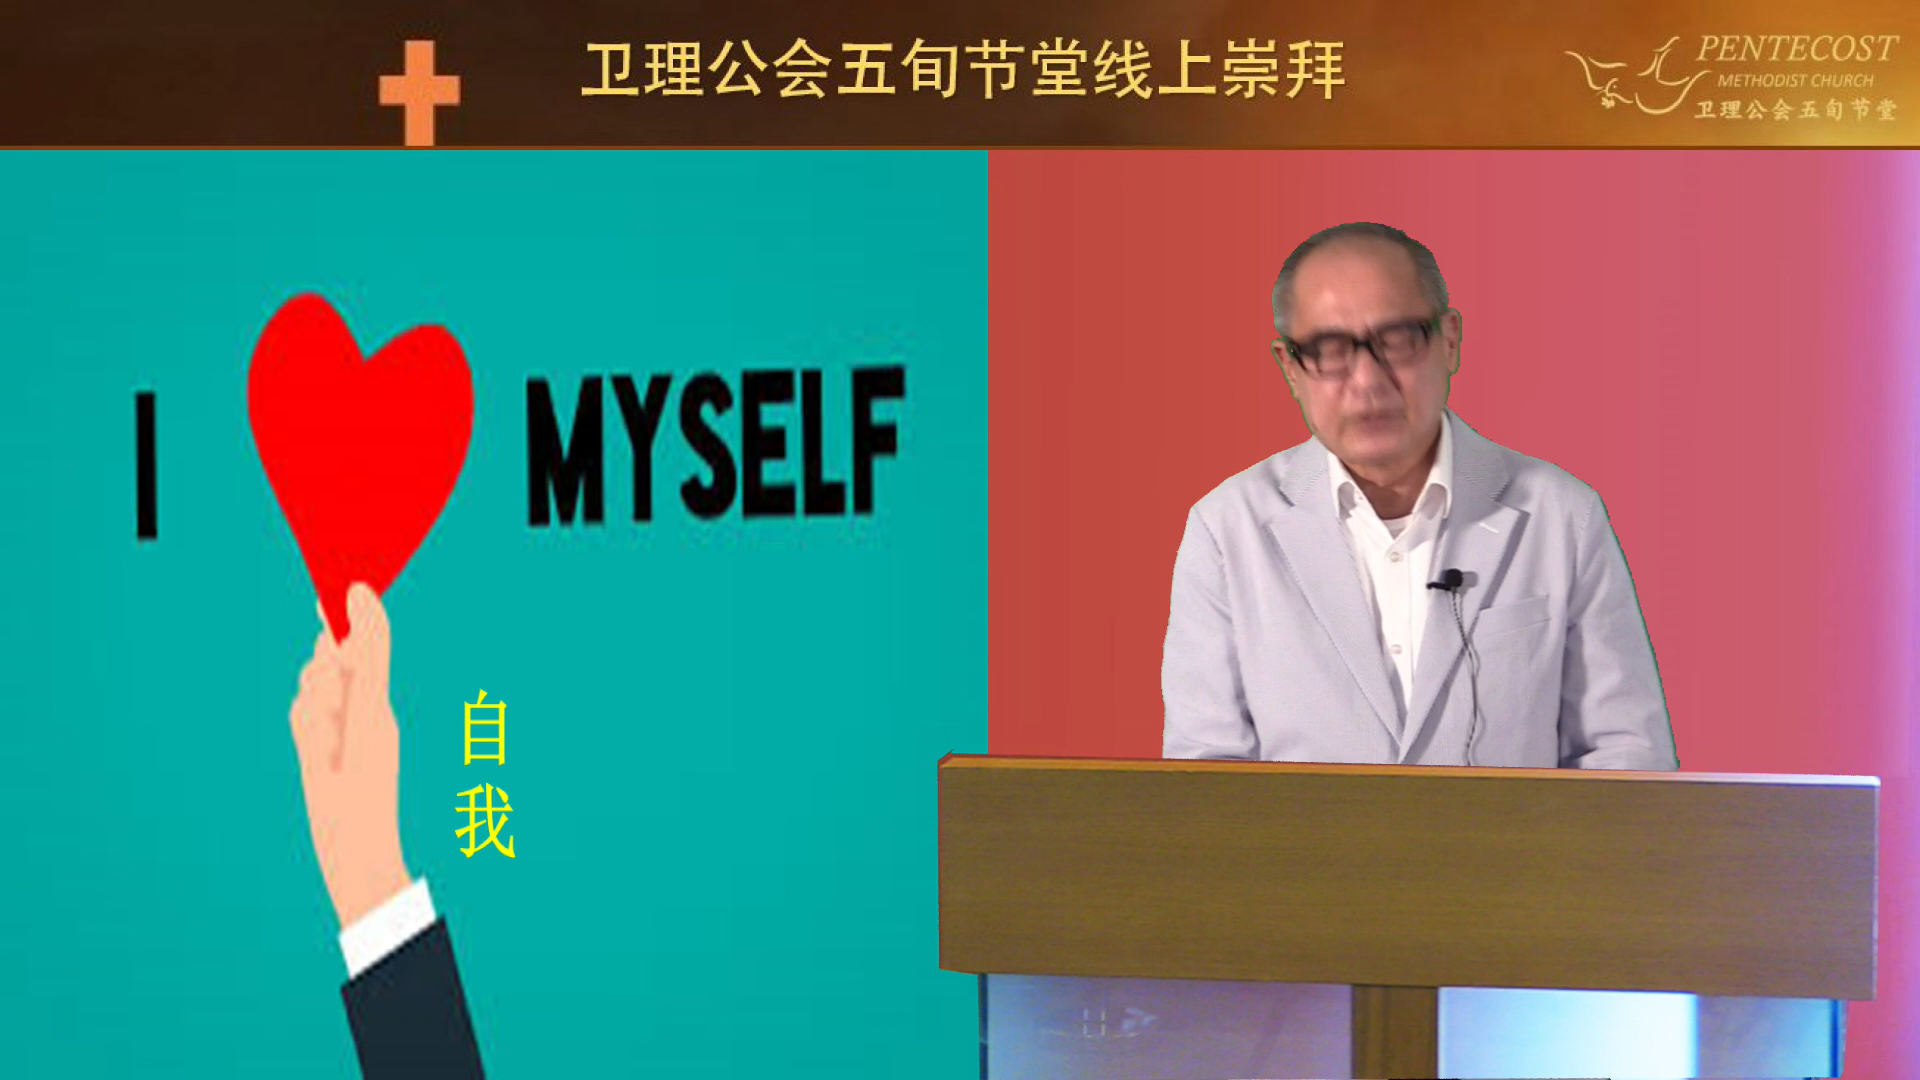 卫理公会五旬节堂线上崇拜
PENTECOST
METHODIST CHURCH
卫理公会五旬节堂
I MYSELF
自
我